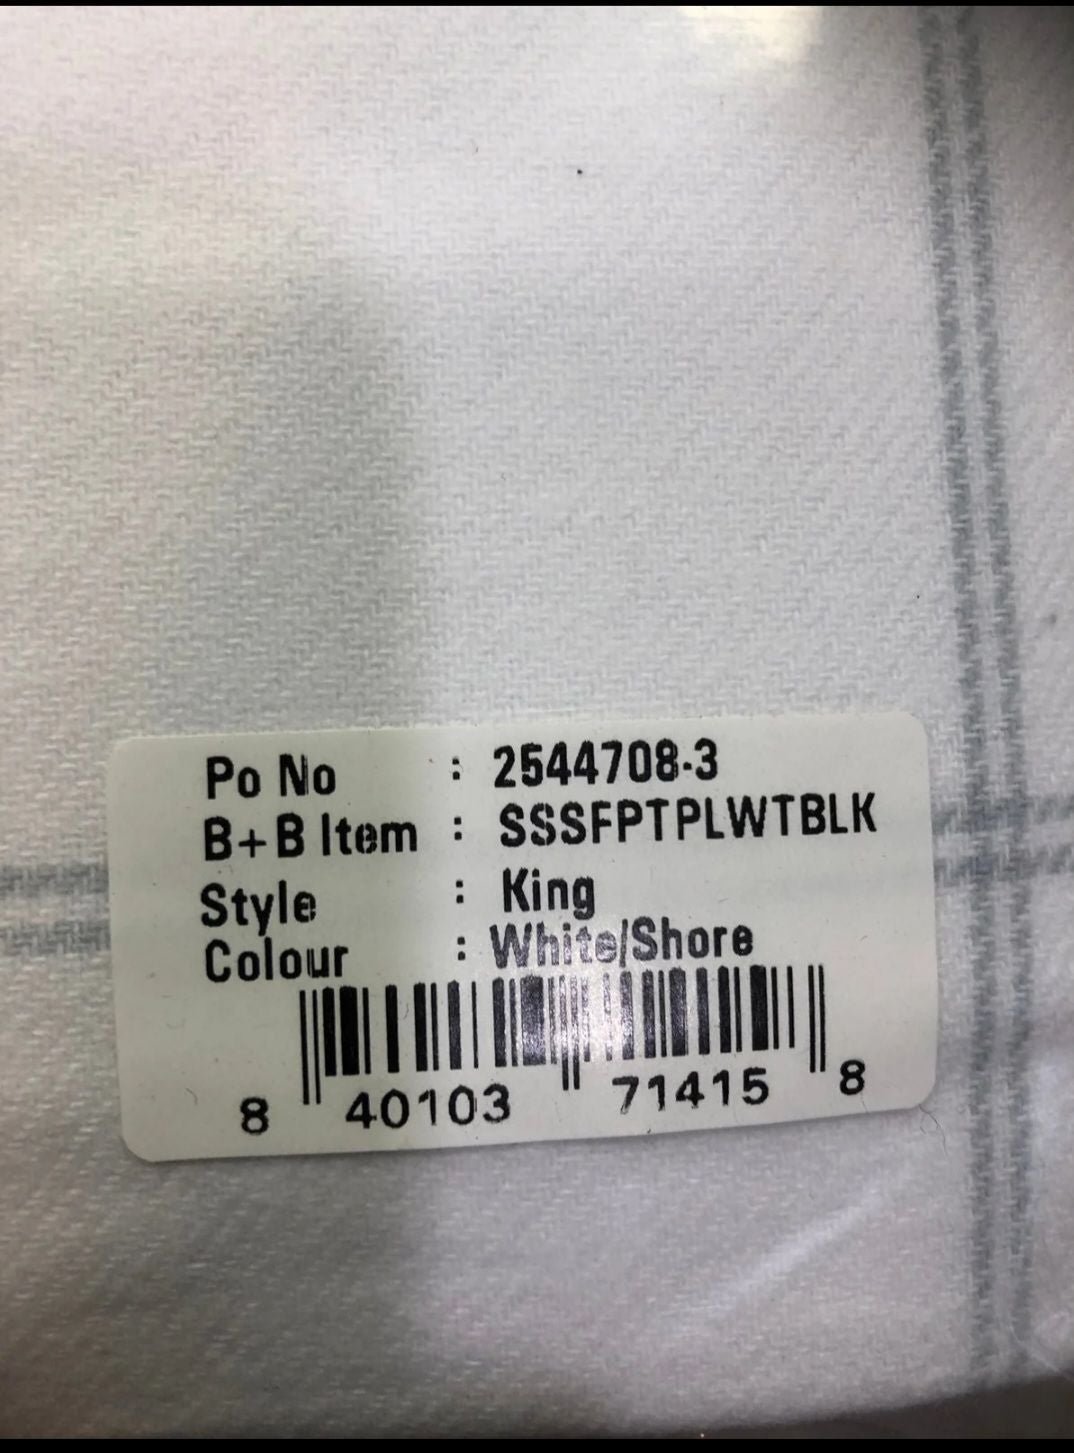 Po No : 2544708-3
B+B Item : SSSFPTPLWTBLK
Style : King
Colour : White/Shore
8 40103 71415 8